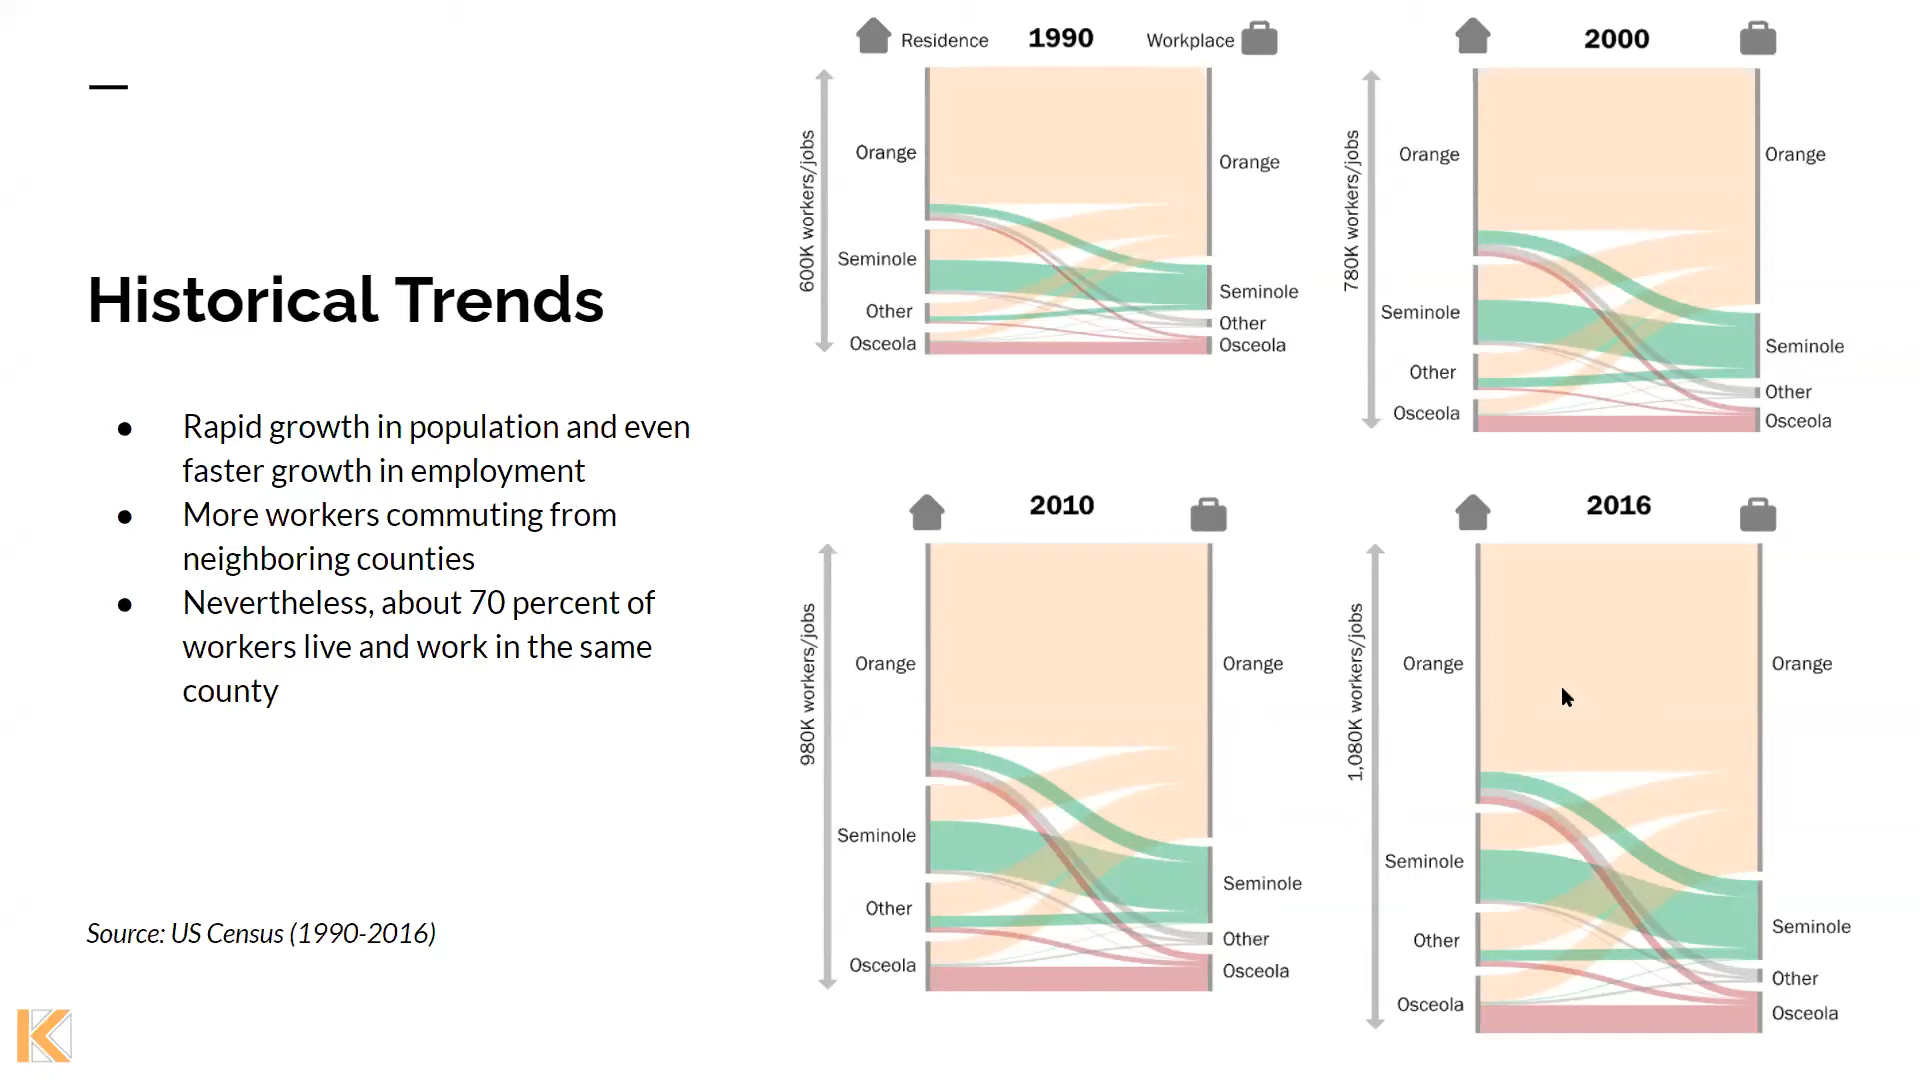 Historical Trends
● Rapid growth in population and even
faster growth in employment
● More workers commuting from
neighboring counties
● Nevertheless, about 70 percent of
workers live and work in the same
county
Source: US Census (1990-2016)
K
Residence 1990 Workplace
600K workers/jobs
Orange
Seminole
Other
Osceola
Orange
Seminole
Other
Osceola
2000
780K workers/jobs
Orange
Seminole
Other
Osceola
Orange
Seminole
Other
Osceola
2010
980K workers/jobs
Orange
Seminole
Other
Osceola
Orange
Seminole
Other
Osceola
2016
1,080K workers/jobs
Orange
Seminole
Other
Osceola
Orange
Seminole
Other
Osceola